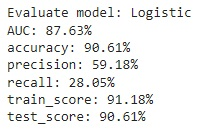 Evaluate model: Logistic
AUC: 87.63%
accuracy: 90.61%
precision: 59.18%
recall: 28.05%
train_score: 91.18%
test_score: 90.61%